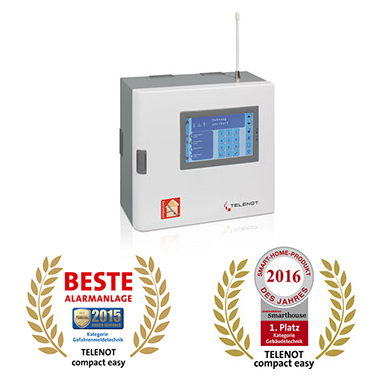 TELENOT
BESTE
ALARMANLAGE
2015
Kategorie
Gefahrenmeldetechnik
TELENOT
compact easy
SMART-HOME-PRODUKT
2016
DES JAHRES
smarthouse
1. Platz
Kategorie
Gebäudetechnik
TELENOT
compact easy